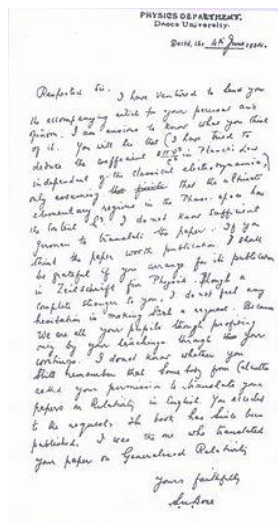 PHYSICS DEPARTMENT,
Dacca University.
Dated, the 4th June 1924.
Respected Sir, I have ventured to send you
the accompanying article for your perusal and
opinion. I am anxious to know what you think
of it. You will see that I have tried to
deduce the coefficient 8πν²/c³ in Planck's Law
independent of the classical electrodynamics,
only assuming that the ultimate
elementary regions in the Phase-space has
the content h³. I do not know sufficient
German to translate the paper. If you
think the paper worth publication, I shall
be grateful if you arrange for its publication
in Zeitschrift für Physik. Though a
complete stranger to you, I do not feel any
hesitation in making such a request. Because
We are all your pupils though profiting
only by your teachings through your
writings. I donot know whether you
still remember that Somebody from Calcutta
asked your permission to translate your
papers on Relativity in English. You acceded
to the request. The book has since been
published. I was the one who translated
your paper on Generalised Relativity
Yours faithfully
S.N. Bose